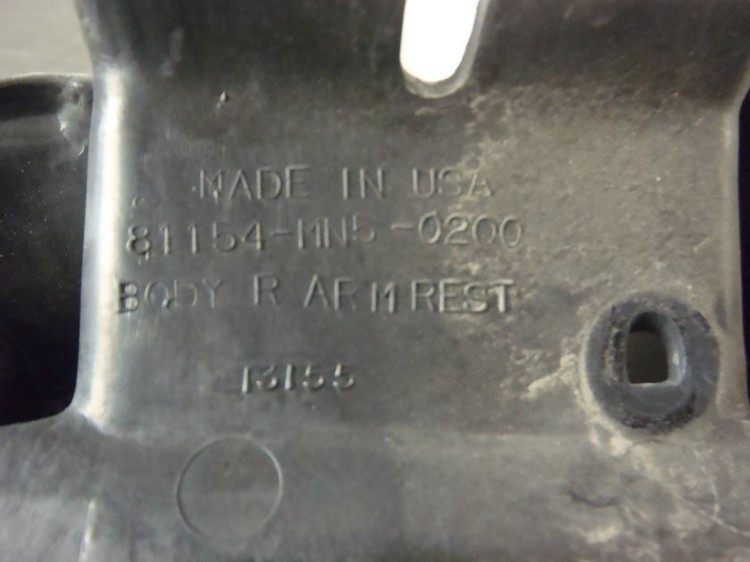 MADE IN USA
81154-MN5-0200
BODY R ARMREST
13155